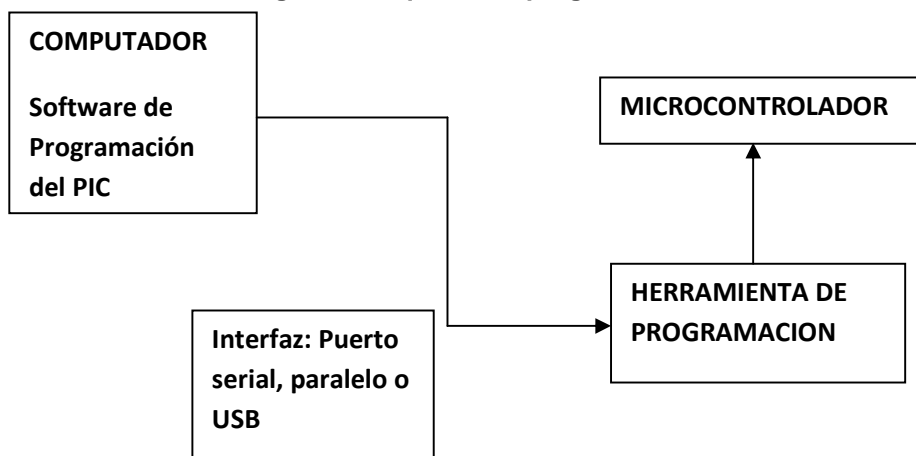 COMPUTADOR
Software de
Programación
del PIC
MICROCONTROLADOR
HERRAMIENTA DE
PROGRAMACION
Interfaz: Puerto
serial, paralelo o
USB